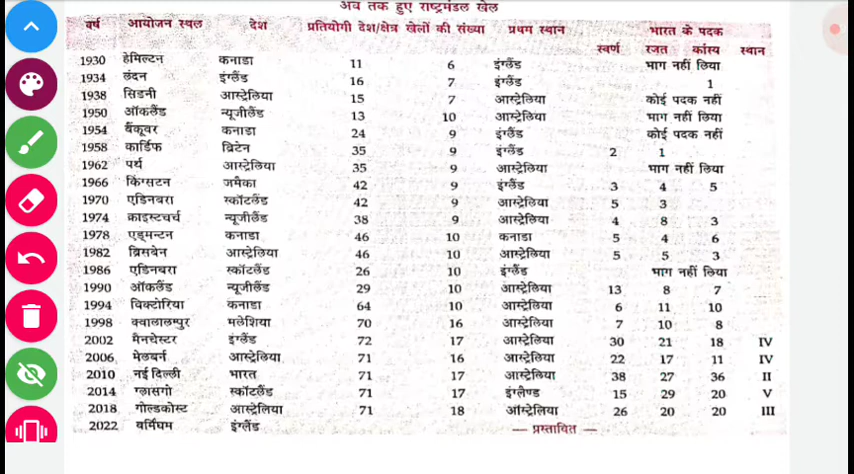 अब तक हुए राष्ट्रमंडल खेल
वर्ष आयोजन स्थल देश प्रतियोगी देश/क्षेत्र खेलों की संख्या प्रथम स्थान भारत के पदक
स्वर्ण रजत कांस्य स्थान
1930 हेमिल्टन कनाडा 11 6 इंग्लैंड भाग नहीं लिया
1934 लंदन इंग्लैंड 16 7 इंग्लैंड 1
1938 सिडनी आस्ट्रेलिया 15 7 आस्ट्रेलिया कोई पदक नहीं
1950 ऑकलैंड न्यूजीलैंड 13 10 आस्ट्रेलिया भाग नहीं लिया
1954 बैंकूवर कनाडा 24 9 इंग्लैंड कोई पदक नहीं
1958 कार्डिफ ब्रिटेन 35 9 इंग्लैंड 2 1
1962 पर्थ आस्ट्रेलिया 35 9 आस्ट्रेलिया भाग नहीं लिया
1966 किंग्सटन जमैका 42 9 इंग्लैंड 3 4 5
1970 एडिनबरा स्कॉटलैंड 42 9 आस्ट्रेलिया 5 3
1974 क्राइस्टचर्च न्यूजीलैंड 38 9 आस्ट्रेलिया 4 8 3
1978 एड्मन्टन कनाडा 46 10 कनाडा 5 4 6
1982 ब्रिसबेन आस्ट्रेलिया 46 10 आस्ट्रेलिया 5 5 3
1986 एडिनबरा स्कॉटलैंड 26 10 इंग्लैंड भाग नहीं लिया
1990 ऑकलैंड न्यूजीलैंड 29 10 आस्ट्रेलिया 13 8 7
1994 विक्टोरिया कनाडा 64 10 आस्ट्रेलिया 6 11 10
1998 क्वालालम्पुर मलेशिया 70 16 आस्ट्रेलिया 7 10 8
2002 मैनचेस्टर इंग्लैंड 72 17 आस्ट्रेलिया 30 21 18 IV
2006 मेलबर्न आस्ट्रेलिया 71 16 आस्ट्रेलिया 22 17 11 IV
2010 नई दिल्ली भारत 71 17 आस्ट्रेलिया 38 27 36 II
2014 ग्लासगो स्कॉटलैंड 71 17 इंग्लैण्ड 15 29 20 V
2018 गोल्डकोस्ट आस्ट्रेलिया 71 18 ऑस्ट्रेलिया 26 20 20 III
2022 बर्मिंघम इंग्लैंड — प्रस्तावित —